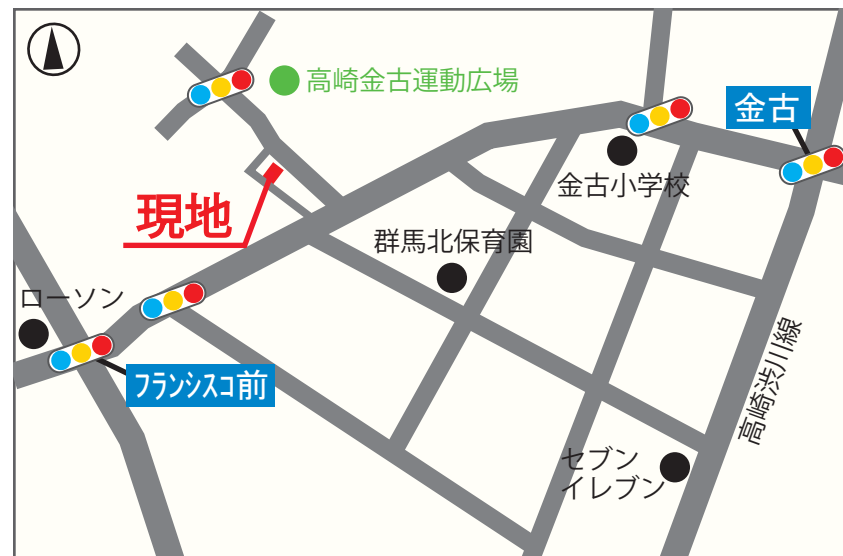 高崎金古運動広場
金古
金古小学校
現地
群馬北保育園
ローソン
フランシスコ前
高崎渋川線
セブン
イレブン